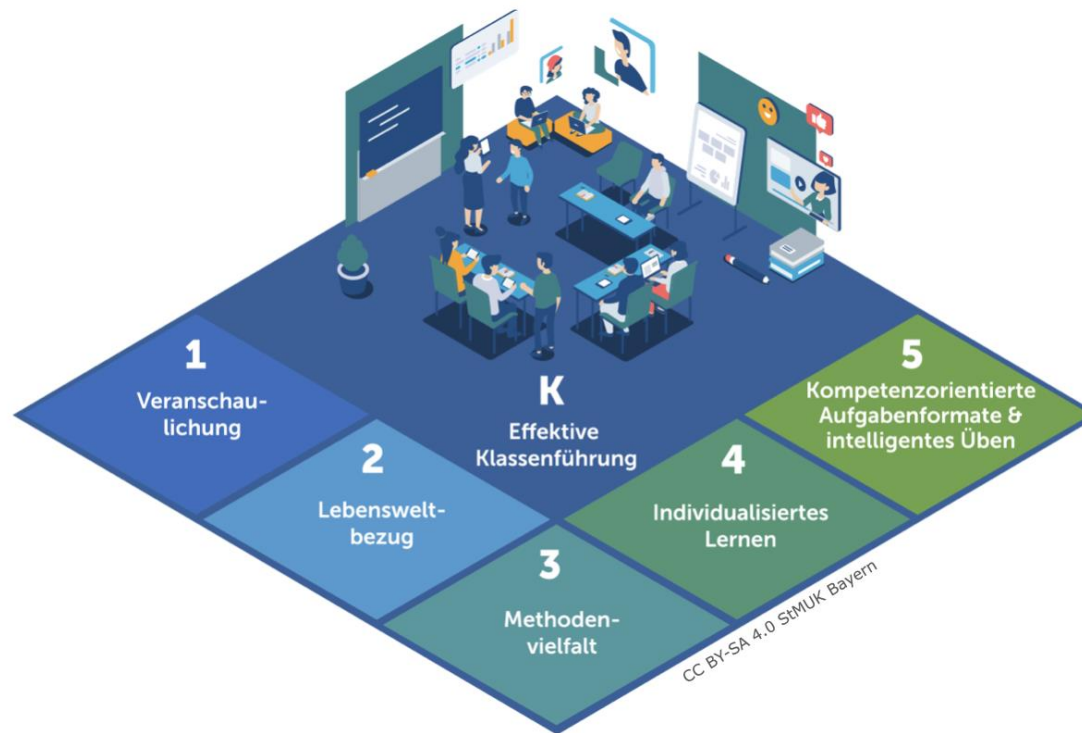 1
Veranschau-
lichung
2
Lebenswelt-
bezug
K
Effektive
Klassenführung
3
Methoden-
vielfalt
4
Individualisiertes
Lernen
5
Kompetenzorientierte
Aufgabenformate &
intelligentes Üben
CC BY-SA 4.0 StMUK Bayern